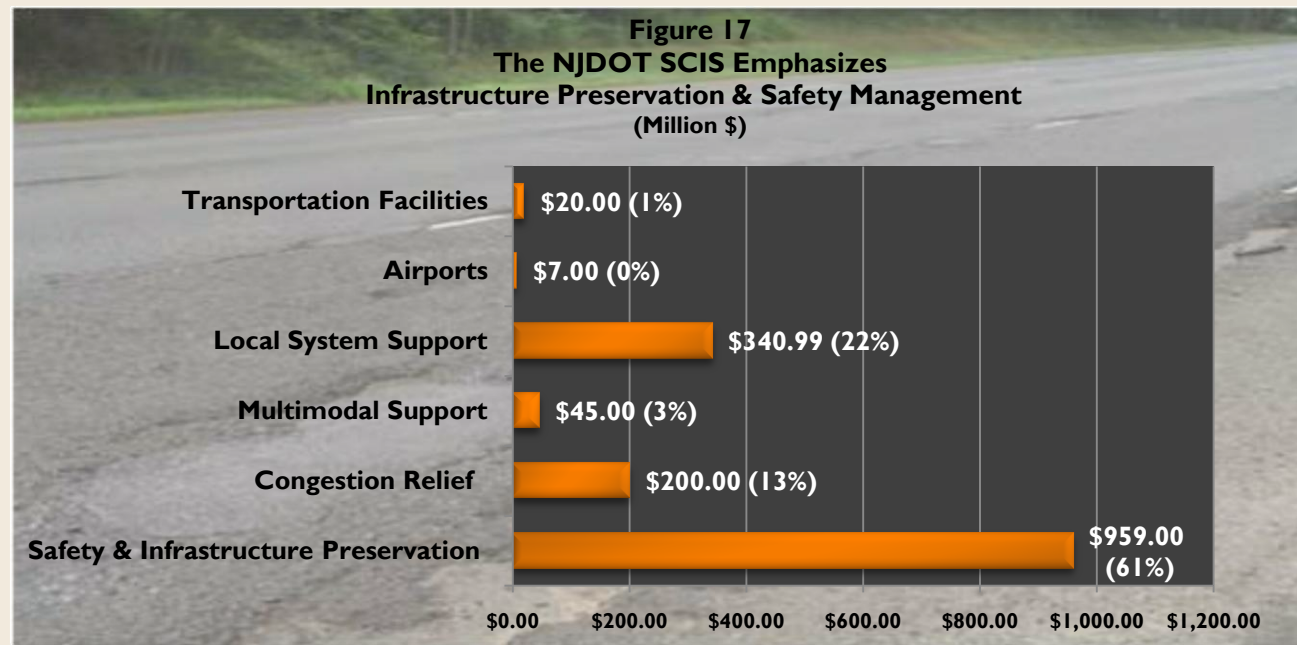 Figure 17
The NJDOT SCIS Emphasizes
Infrastructure Preservation & Safety Management
(Million $)
Transportation Facilities
$20.00 (1%)
Airports
$7.00 (0%)
Local System Support
$340.99 (22%)
Multimodal Support
$45.00 (3%)
Congestion Relief
$200.00 (13%)
Safety & Infrastructure Preservation
$959.00
(61%)
$0.00 $200.00 $400.00 $600.00 $800.00 $1,000.00 $1,200.00